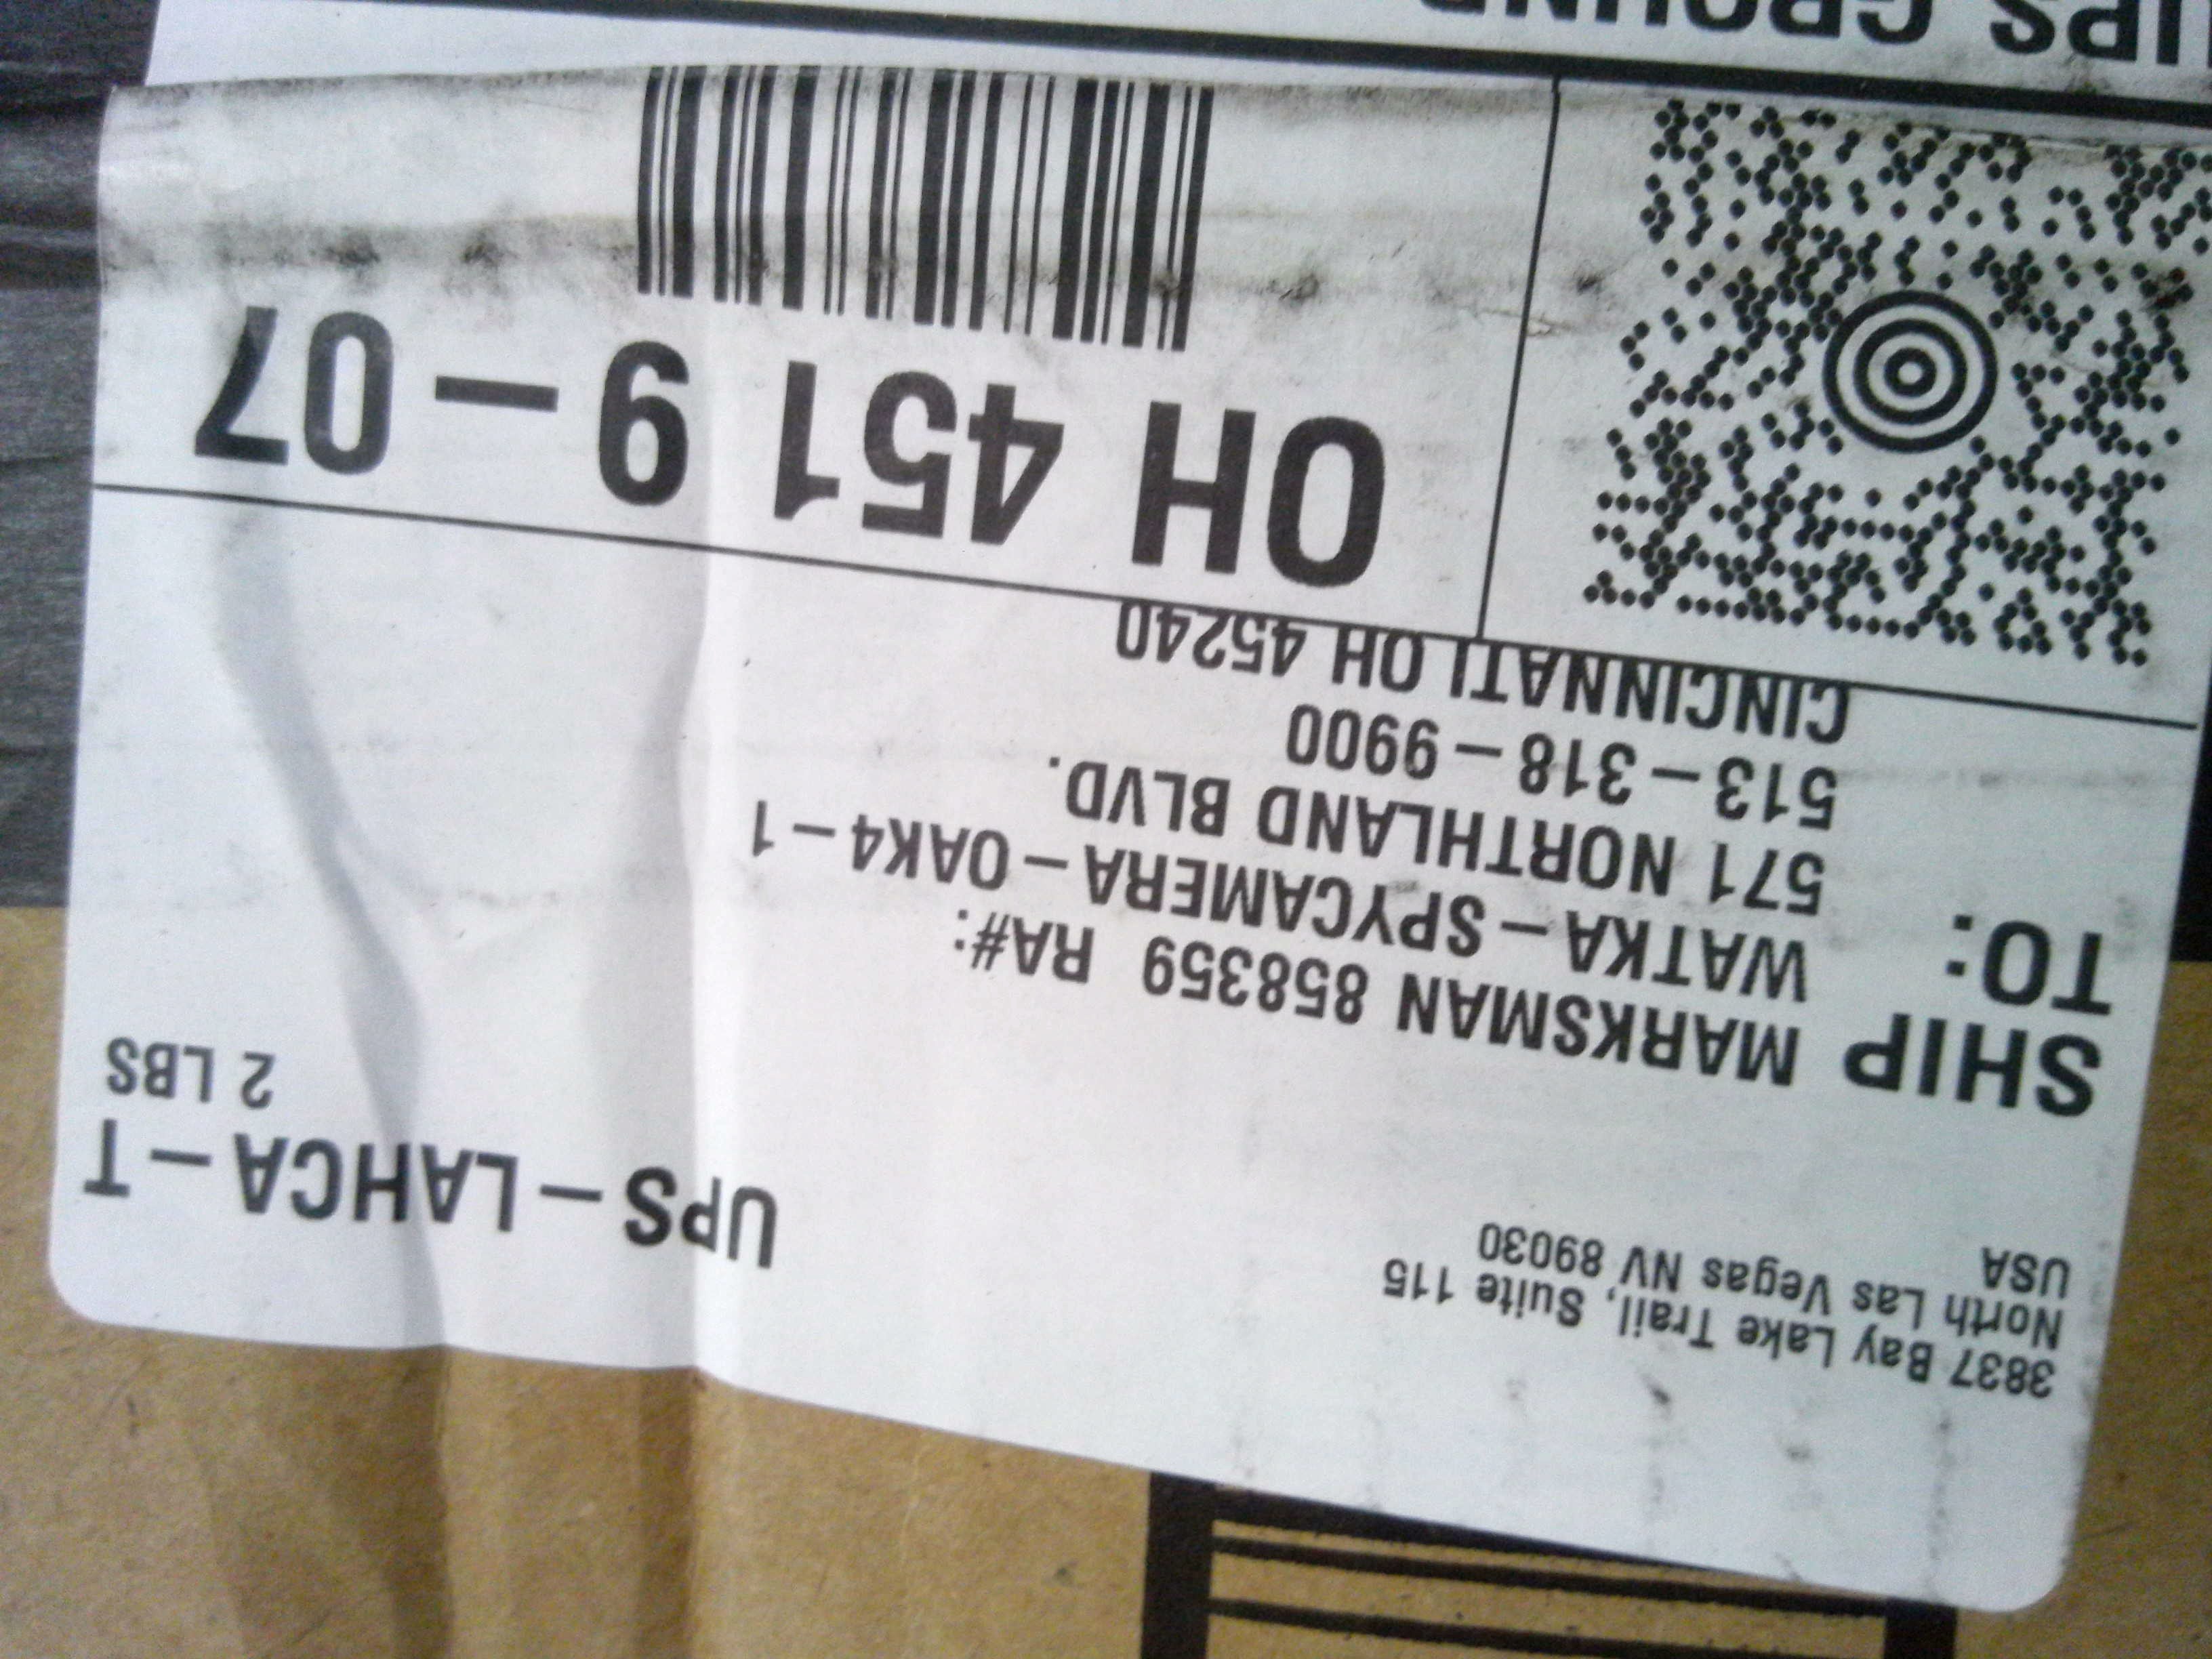 3837 Bay Lake Trail, Suite 115
North Las Vegas NV 89030
USA
UPS-LAHCA-T
2 LBS
SHIP
TO:
MARKSMAN 858359 RA#:
WATKA-SPYCAMERA-OAK4-1
571 NORTHLAND BLVD.
513-318-9900
CINCINNATI OH 45240
OH 451 9-07
UPS GROUND